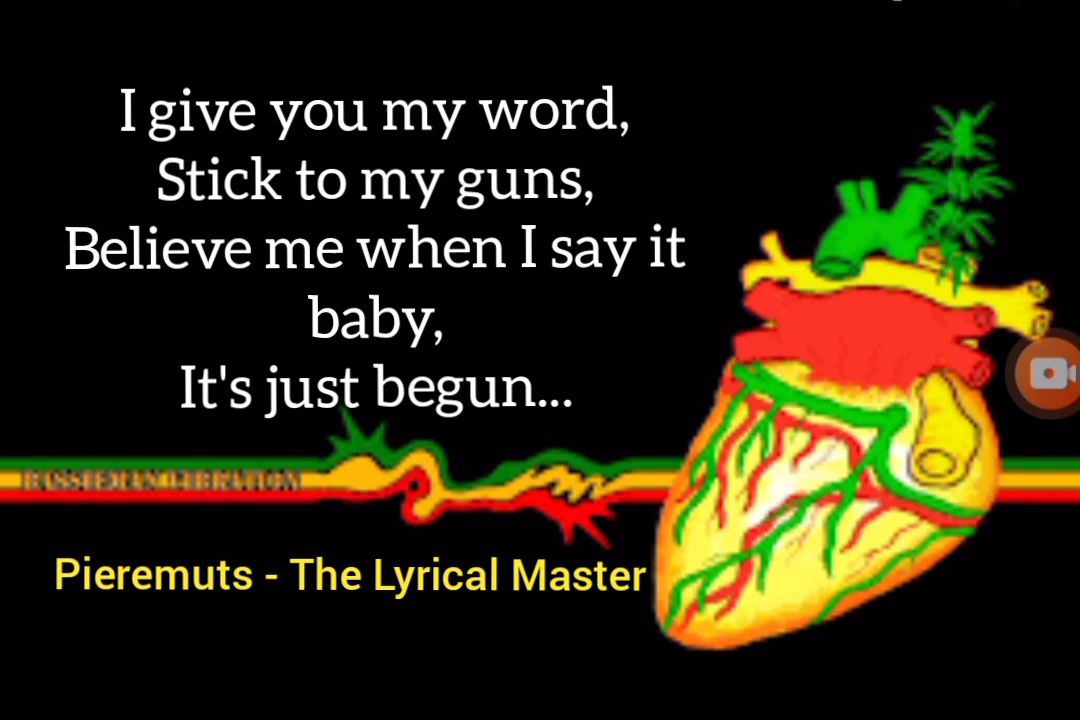 I give you my word,
Stick to my guns,
Believe me when I say it
baby,
It's just begun...
VIBRATION
Pieremuts - The Lyrical Master